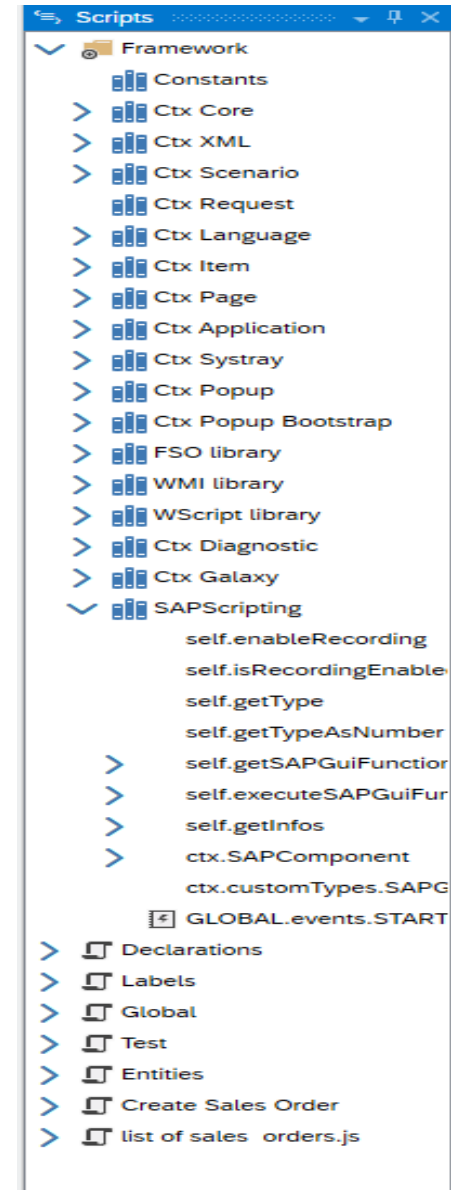 Scripts
Framework
Constants
Ctx Core
Ctx XML
Ctx Scenario
Ctx Request
Ctx Language
Ctx Item
Ctx Page
Ctx Application
Ctx Systray
Ctx Popup
Ctx Popup Bootstrap
FSO library
WMI library
WScript library
Ctx Diagnostic
Ctx Galaxy
SAPScripting
self.enableRecording
self.isRecordingEnable
self.getType
self.getTypeAsNumber
self.getSAPGuiFunction
self.executeSAPGuiFur
self.getInfos
ctx.SAPComponent
ctx.customTypes.SAPG
GLOBAL.events.START
Declarations
Labels
Global
Test
Entities
Create Sales Order
list of sales orders.js